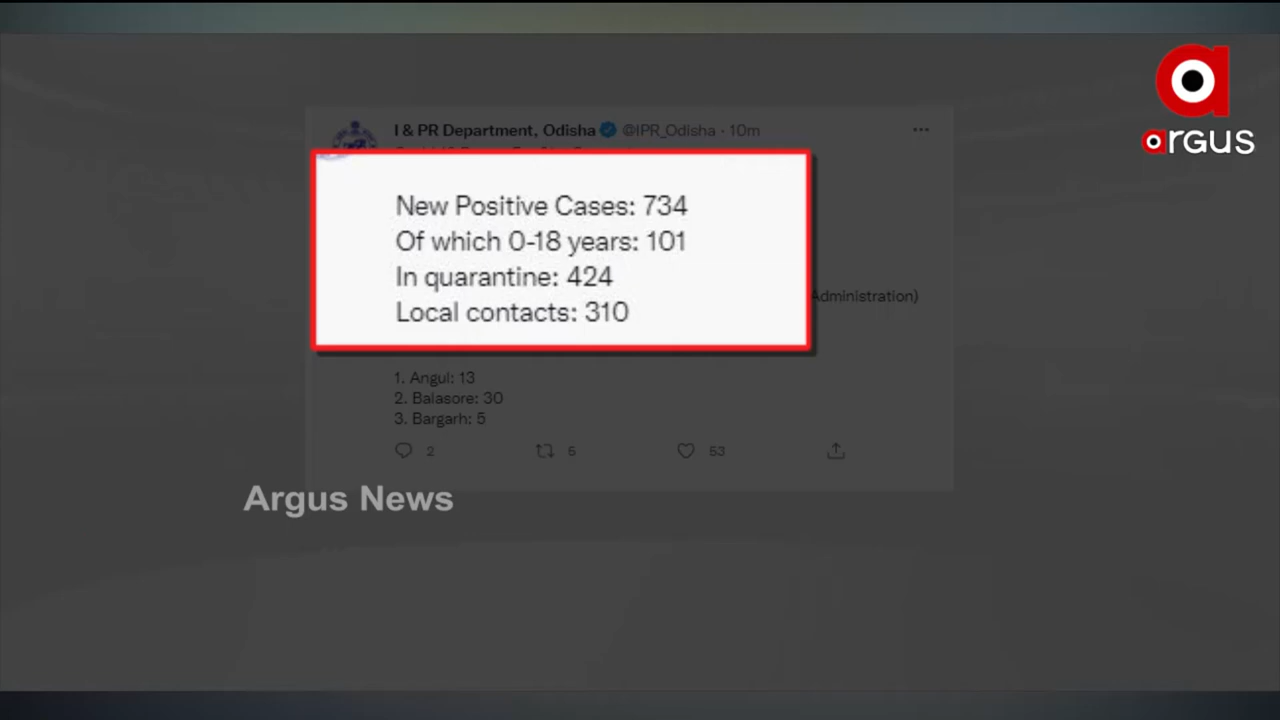 argus
I & PR Department, Odisha @IPR_Odisha · 10m
New Positive Cases: 734
Of which 0-18 years: 101
In quarantine: 424
Local contacts: 310
Administration)
1. Angul: 13
2. Balasore: 30
3. Bargarh: 5
2 5 53
Argus News